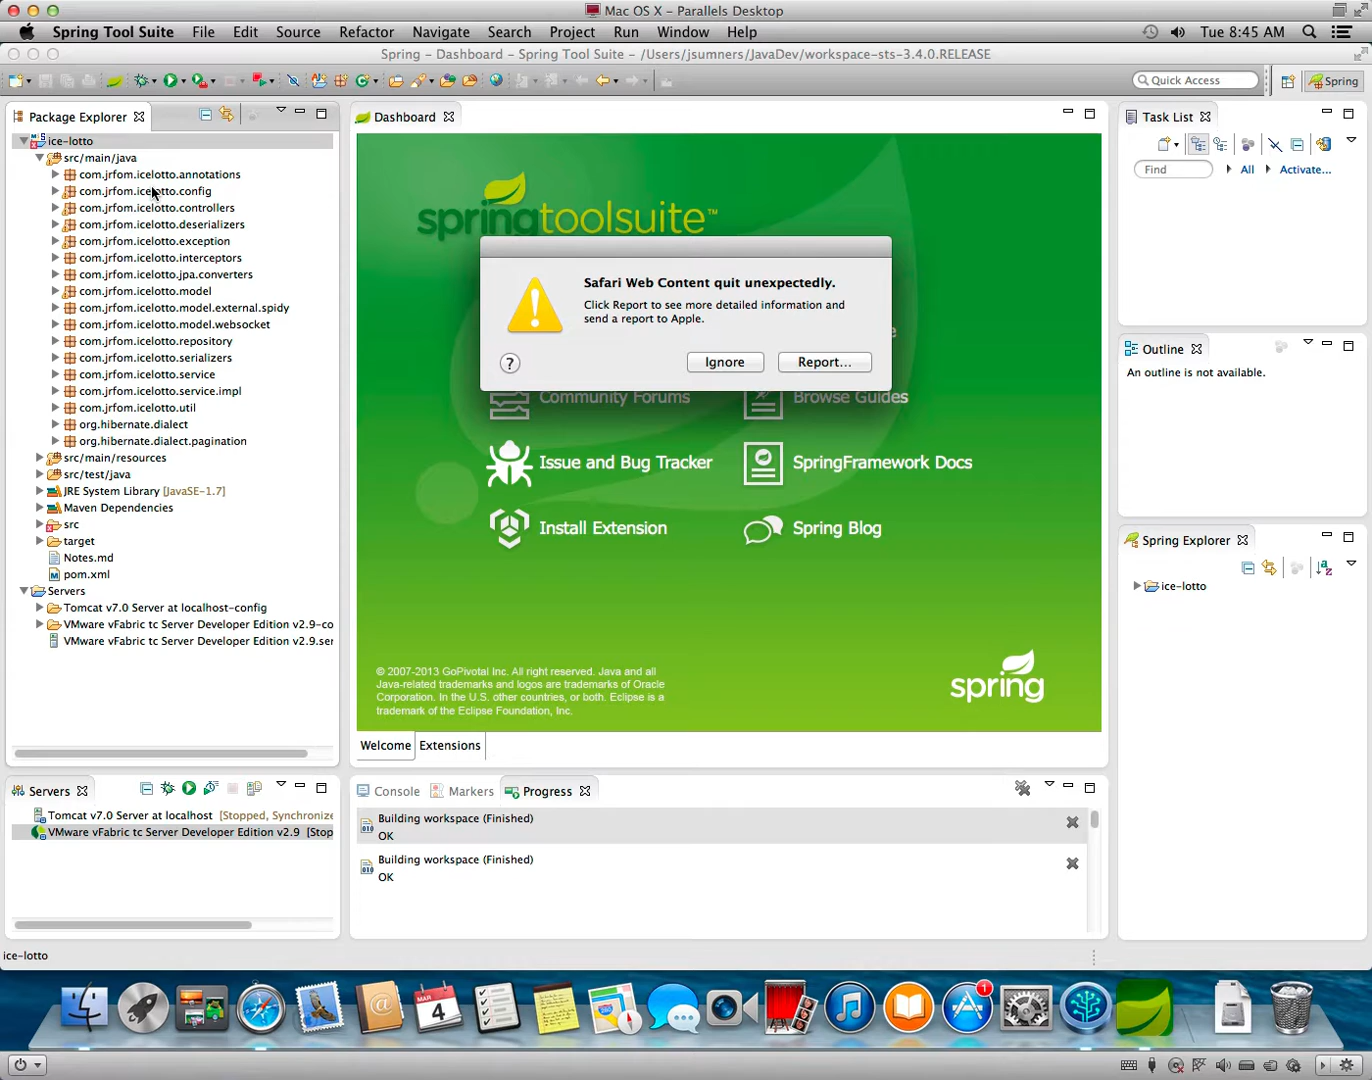 Mac OS X - Parallels Desktop
Spring Tool Suite File Edit Source Refactor Navigate Search Project Run Window Help Tue 8:45 AM
Spring – Dashboard – Spring Tool Suite – /Users/jsumners/JavaDev/workspace-sts-3.4.0.RELEASE
Quick Access Spring
Package Explorer
ice-lotto
src/main/java
com.jrfom.icelotto.annotations
com.jrfom.icelotto.config
com.jrfom.icelotto.controllers
com.jrfom.icelotto.deserializers
com.jrfom.icelotto.exception
com.jrfom.icelotto.interceptors
com.jrfom.icelotto.jpa.converters
com.jrfom.icelotto.model
com.jrfom.icelotto.model.external.spidy
com.jrfom.icelotto.model.websocket
com.jrfom.icelotto.repository
com.jrfom.icelotto.serializers
com.jrfom.icelotto.service
com.jrfom.icelotto.service.impl
com.jrfom.icelotto.util
org.hibernate.dialect
org.hibernate.dialect.pagination
src/main/resources
src/test/java
JRE System Library [JavaSE-1.7]
Maven Dependencies
src
target
Notes.md
pom.xml
Servers
Tomcat v7.0 Server at localhost-config
VMware vFabric tc Server Developer Edition v2.9-co
VMware vFabric tc Server Developer Edition v2.9.ser
Dashboard
spring toolsuite™
Safari Web Content quit unexpectedly.
Click Report to see more detailed information and
send a report to Apple.
? Ignore Report...
Community Forums Browse Guides
Issue and Bug Tracker SpringFramework Docs
Install Extension Spring Blog
© 2007-2013 GoPivotal Inc. All right reserved. Java and all
Java-related trademarks and logos are trademarks of Oracle
Corporation. In the U.S. other countries, or both. Eclipse is a
trademark of the Eclipse Foundation, Inc.
spring
Welcome Extensions
Task List
Find All Activate...
Outline
An outline is not available.
Spring Explorer
ice-lotto
Servers
Tomcat v7.0 Server at localhost [Stopped, Synchronize
VMware vFabric tc Server Developer Edition v2.9 [Stop
Console Markers Progress
Building workspace (Finished)
OK
Building workspace (Finished)
OK
ice-lotto
MAR
4
1